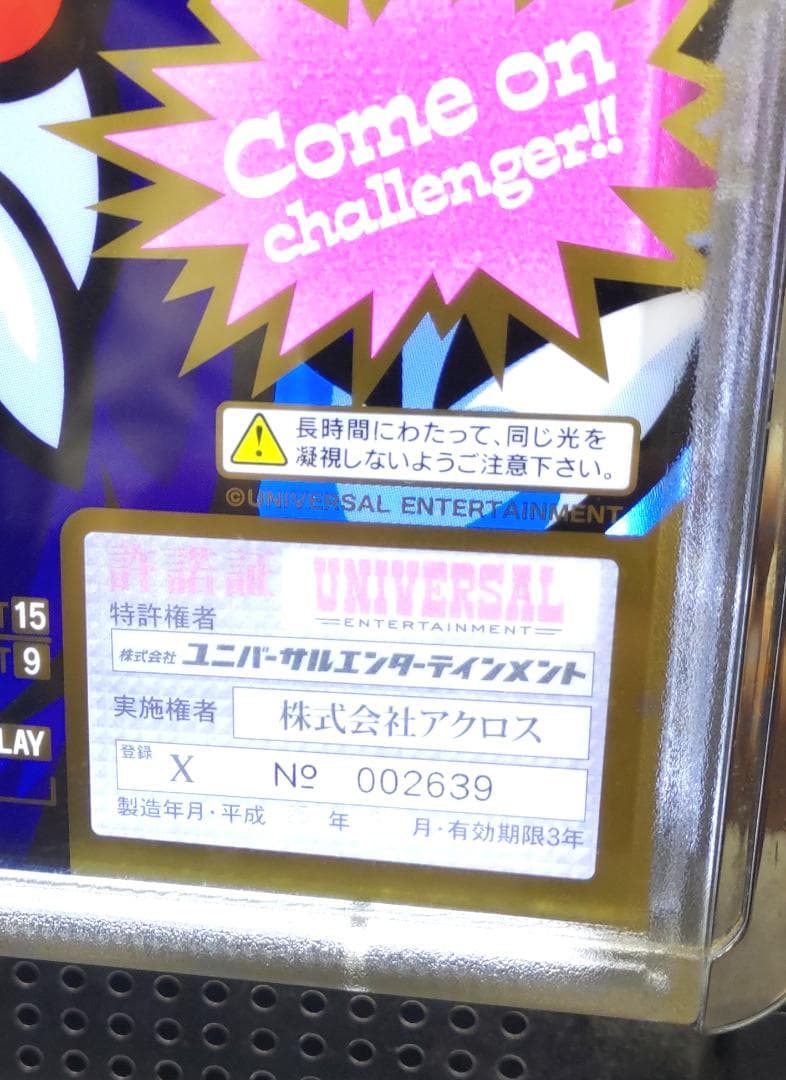 Come on
challenger!!
長時間にわたって、同じ光を
凝視しないようご注意下さい。
©UNIVERSAL ENTERTAINMENT
許諾証
UNIVERSAL
ENTERTAINMENT
特許権者
株式会社 ユニバーサルエンターテインメント
15
9
実施権者 株式会社アクロス
LAY
登録 X № 002639
製造年月・平成 年 月・有効期限3年